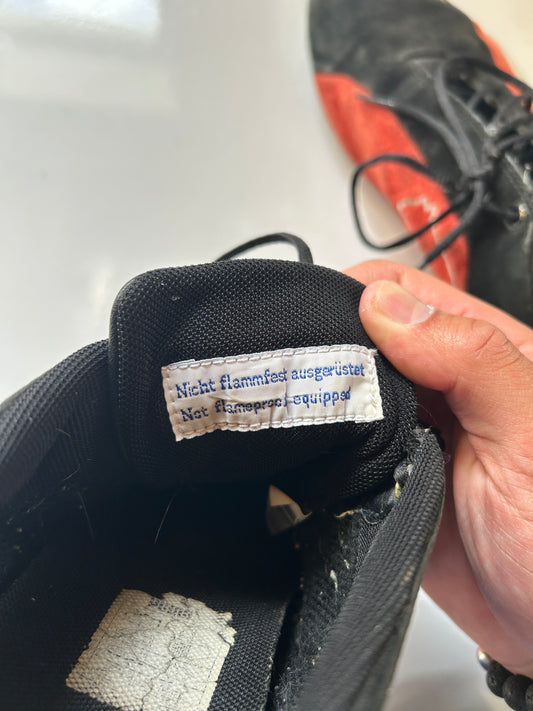 Nicht flammfest ausgerüstet
Not flameproof equipped